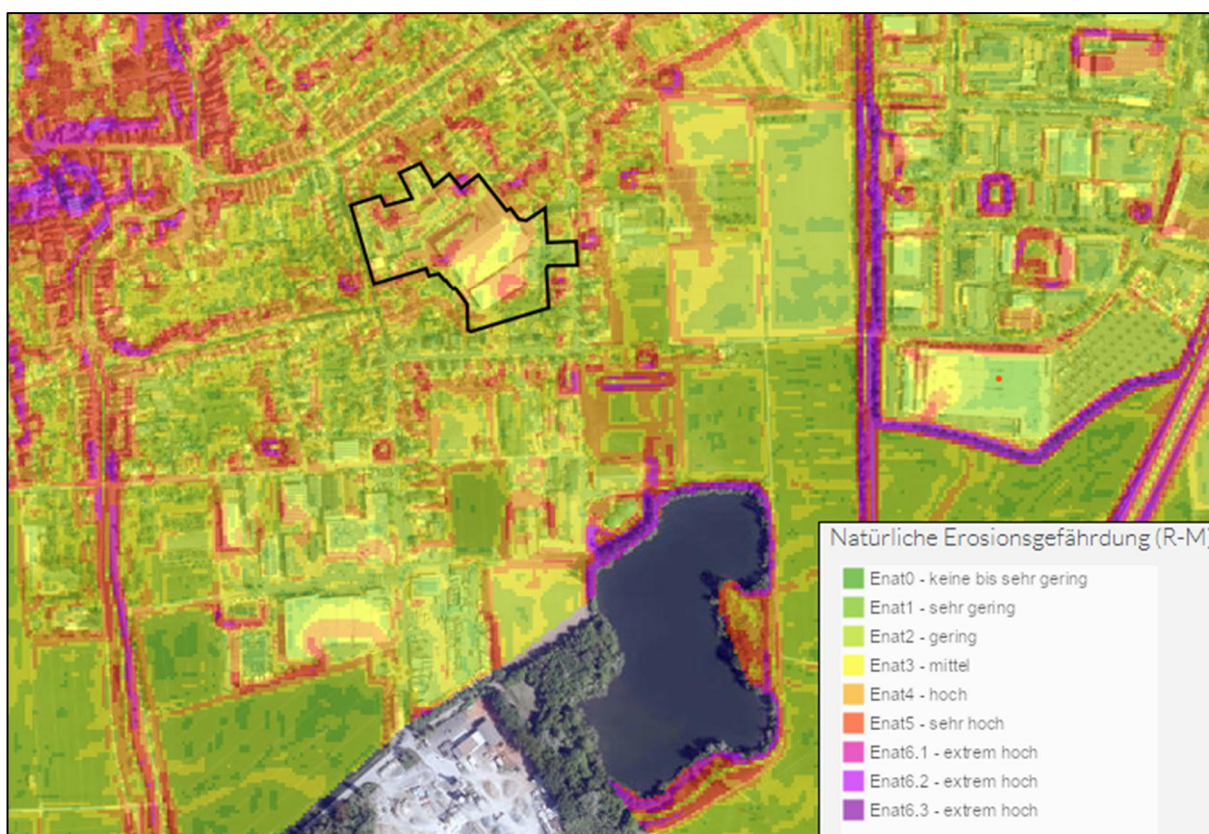 Natürliche Erosionsgefährdung (R-M)
Enat0 - keine bis sehr gering
Enat1 - sehr gering
Enat2 - gering
Enat3 - mittel
Enat4 - hoch
Enat5 - sehr hoch
Enat6.1 - extrem hoch
Enat6.2 - extrem hoch
Enat6.3 - extrem hoch